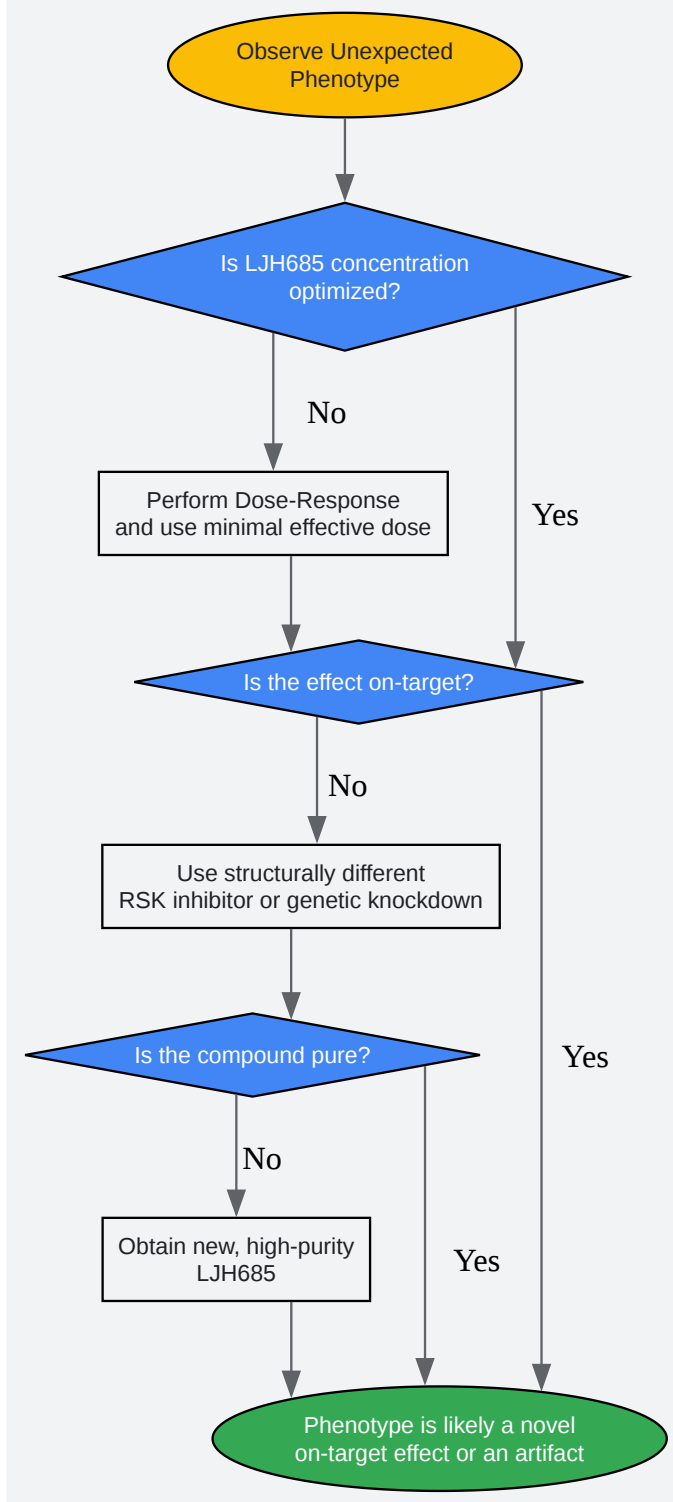 Observe Unexpected
Phenotype
Is LJH685 concentration
optimized?
No
Perform Dose-Response
and use minimal effective dose
Yes
Is the effect on-target?
No
Use structurally different
RSK inhibitor or genetic knockdown
Is the compound pure?
Yes
No
Obtain new, high-purity
LJH685
Yes
Phenotype is likely a novel
on-target effect or an artifact